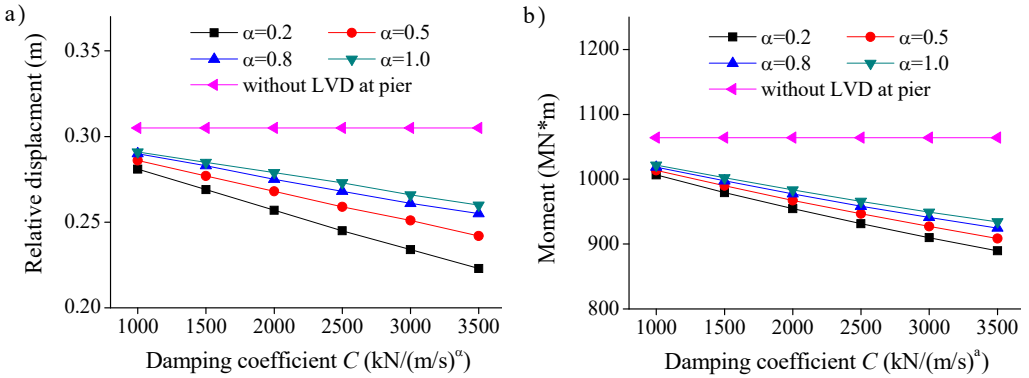 a)
Relative displacment (m)
0.35
0.30
0.25
0.20
α=0.2 α=0.5
α=0.8 α=1.0
without LVD at pier
1000 1500 2000 2500 3000 3500
Damping coefficient C (kN/(m/s)^α)
b)
Moment (MN*m)
1200
1100
1000
900
800
α=0.2 α=0.5
α=0.8 α=1.0
without LVD at pier
1000 1500 2000 2500 3000 3500
Damping coefficient C (kN/(m/s)^a)